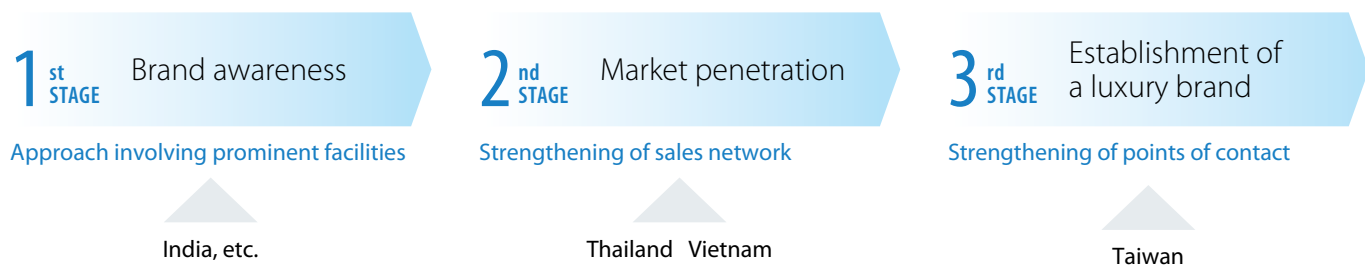 1st STAGE Brand awareness
Approach involving prominent facilities
India, etc.
2nd STAGE Market penetration
Strengthening of sales network
Thailand Vietnam
3rd STAGE Establishment of
a luxury brand
Strengthening of points of contact
Taiwan